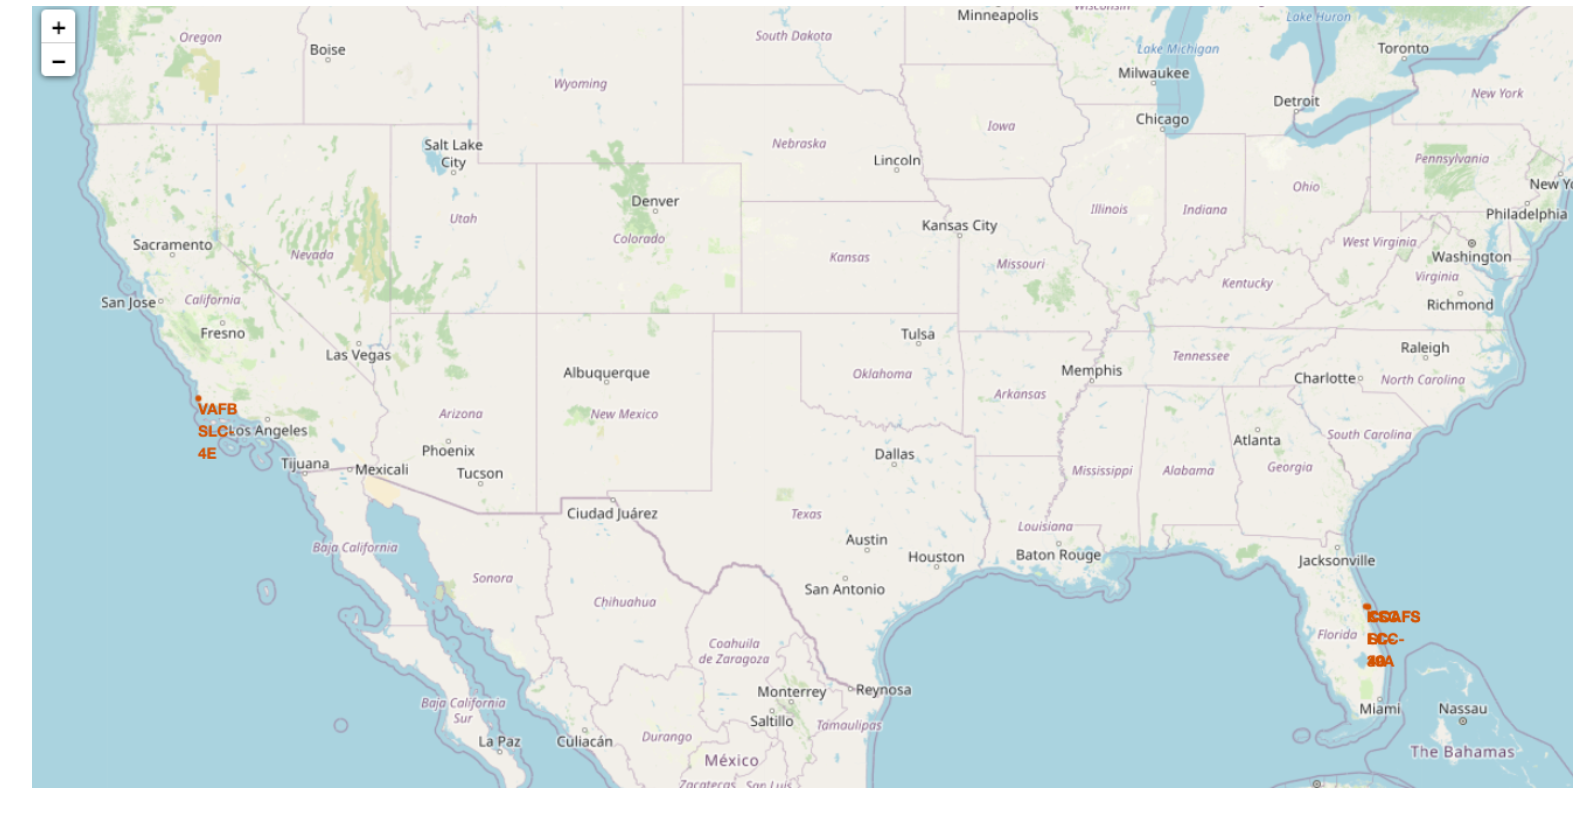 +
−
Oregon
Boise
South Dakota
Minneapolis
Wisconsin
Lake Huron
Lake Michigan
Toronto
Milwaukee
Wyoming
New York
Detroit
Chicago
Iowa
Salt Lake
City
Nebraska
Lincoln
Pennsylvania
Ohio
New Yo
Denver
Utah
Illinois
Indiana
Philadelphia
Colorado
Kansas City
Sacramento
Nevada
Kansas
Missouri
West Virginia
Washington
Kentucky
Virginia
San Jose
California
Richmond
Fresno
Las Vegas
Tulsa
Raleigh
Tennessee
Albuquerque
Oklahoma
Memphis
Charlotte
North Carolina
Arkansas
VAFB
SLC-
4E
Los Angeles
Arizona
New Mexico
Phoenix
Atlanta
South Carolina
Tijuana
Mexicali
Tucson
Dallas
Mississippi
Alabama
Georgia
Ciudad Juárez
Texas
Louisiana
Austin
Houston
Baton Rouge
Baja California
Jacksonville
Sonora
San Antonio
Chihuahua
Florida
Coahuila
de Zaragoza
Monterrey
Reynosa
Baja California
Sur
Saltillo
Tamaulipas
Miami
Nassau
La Paz
Culiacán
Durango
México
The Bahamas
Zacatecas
San Luis